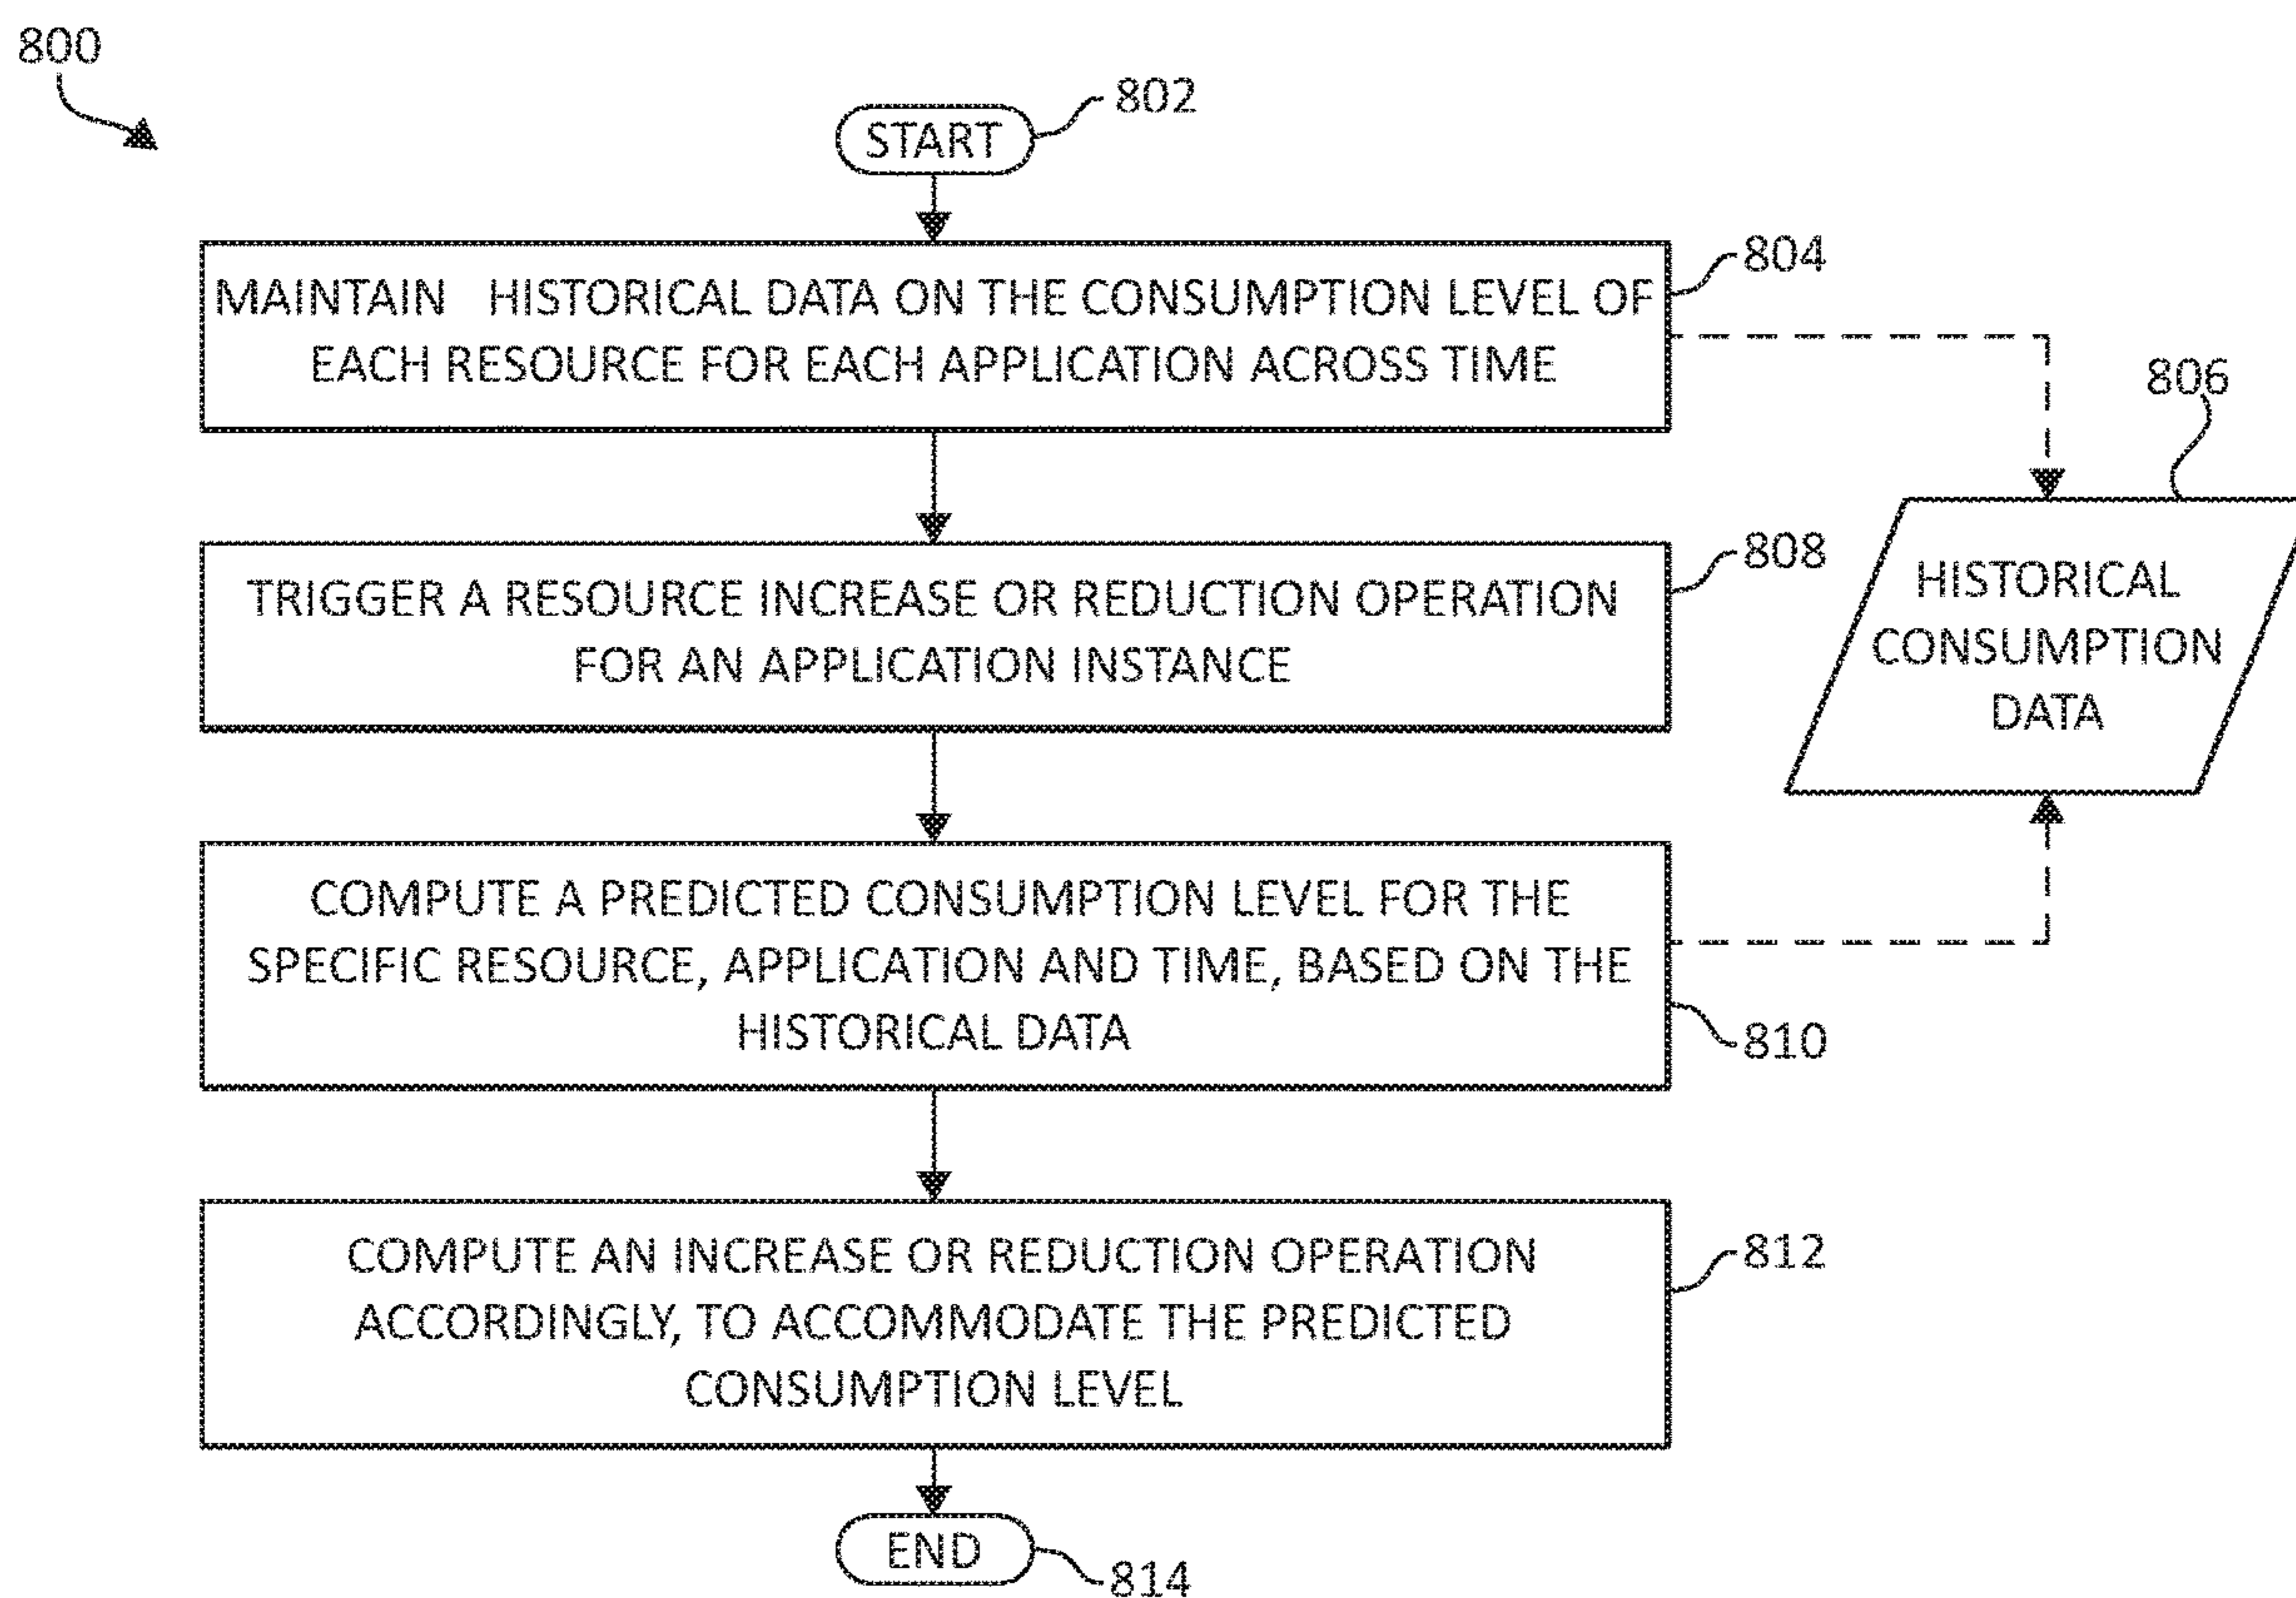 800
802
START
804
MAINTAIN HISTORICAL DATA ON THE CONSUMPTION LEVEL OF
EACH RESOURCE FOR EACH APPLICATION ACROSS TIME
806
808
TRIGGER A RESOURCE INCREASE OR REDUCTION OPERATION
FOR AN APPLICATION INSTANCE
HISTORICAL
CONSUMPTION
DATA
COMPUTE A PREDICTED CONSUMPTION LEVEL FOR THE
SPECIFIC RESOURCE, APPLICATION AND TIME, BASED ON THE
HISTORICAL DATA
810
812
COMPUTE AN INCREASE OR REDUCTION OPERATION
ACCORDINGLY, TO ACCOMMODATE THE PREDICTED
CONSUMPTION LEVEL
END
814